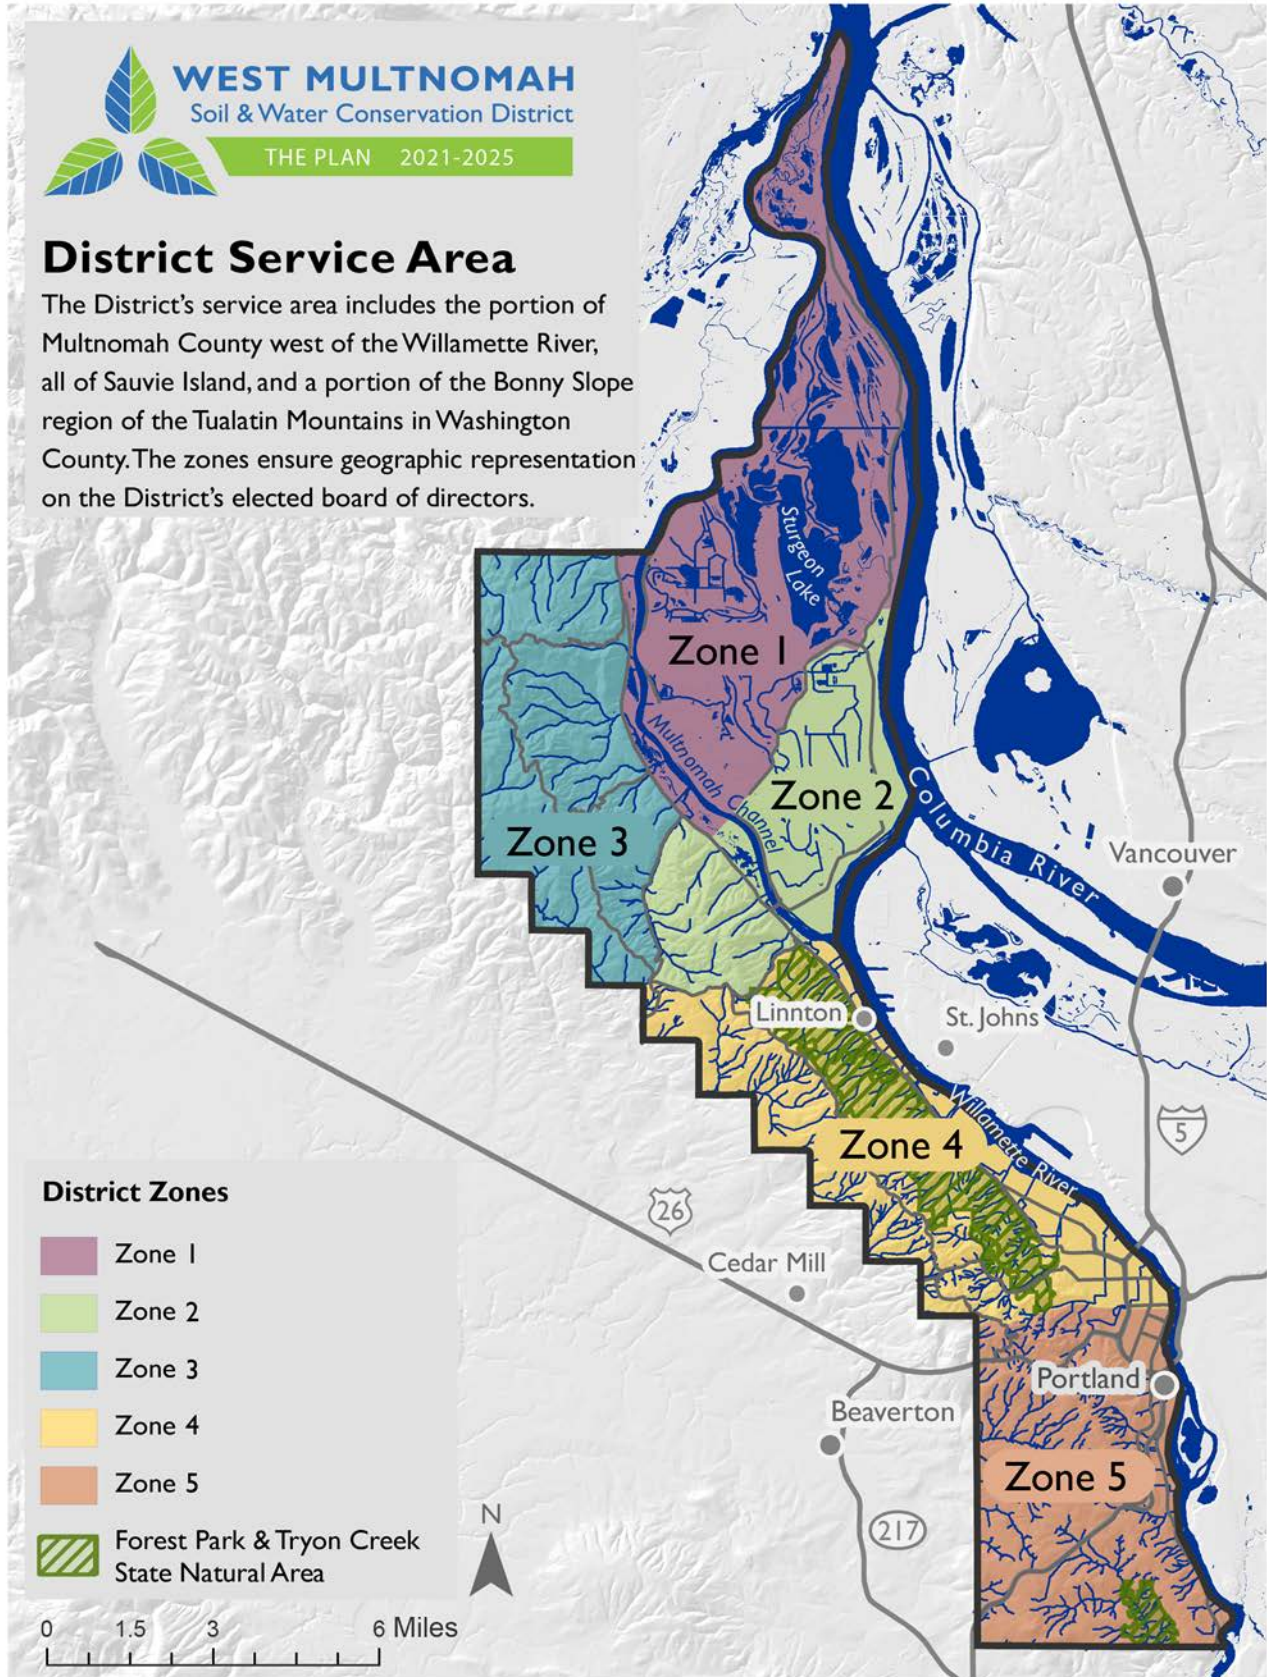 WEST MULTNOMAH
Soil & Water Conservation District
THE PLAN 2021-2025
District Service Area
The District's service area includes the portion of
Multnomah County west of the Willamette River,
all of Sauvie Island, and a portion of the Bonny Slope
region of the Tualatin Mountains in Washington
County. The zones ensure geographic representation
on the District's elected board of directors.
Sturgeon
Lake
Zone 1
Multnomah Channel
Zone 2
Columbia River
Zone 3
Vancouver
Linnton
St. Johns
Willamette River
Zone 4
5
26
Cedar Mill
Portland
Beaverton
Zone 5
217
District Zones
Zone 1
Zone 2
Zone 3
Zone 4
Zone 5
Forest Park & Tryon Creek
State Natural Area
N
0 1.5 3 6 Miles